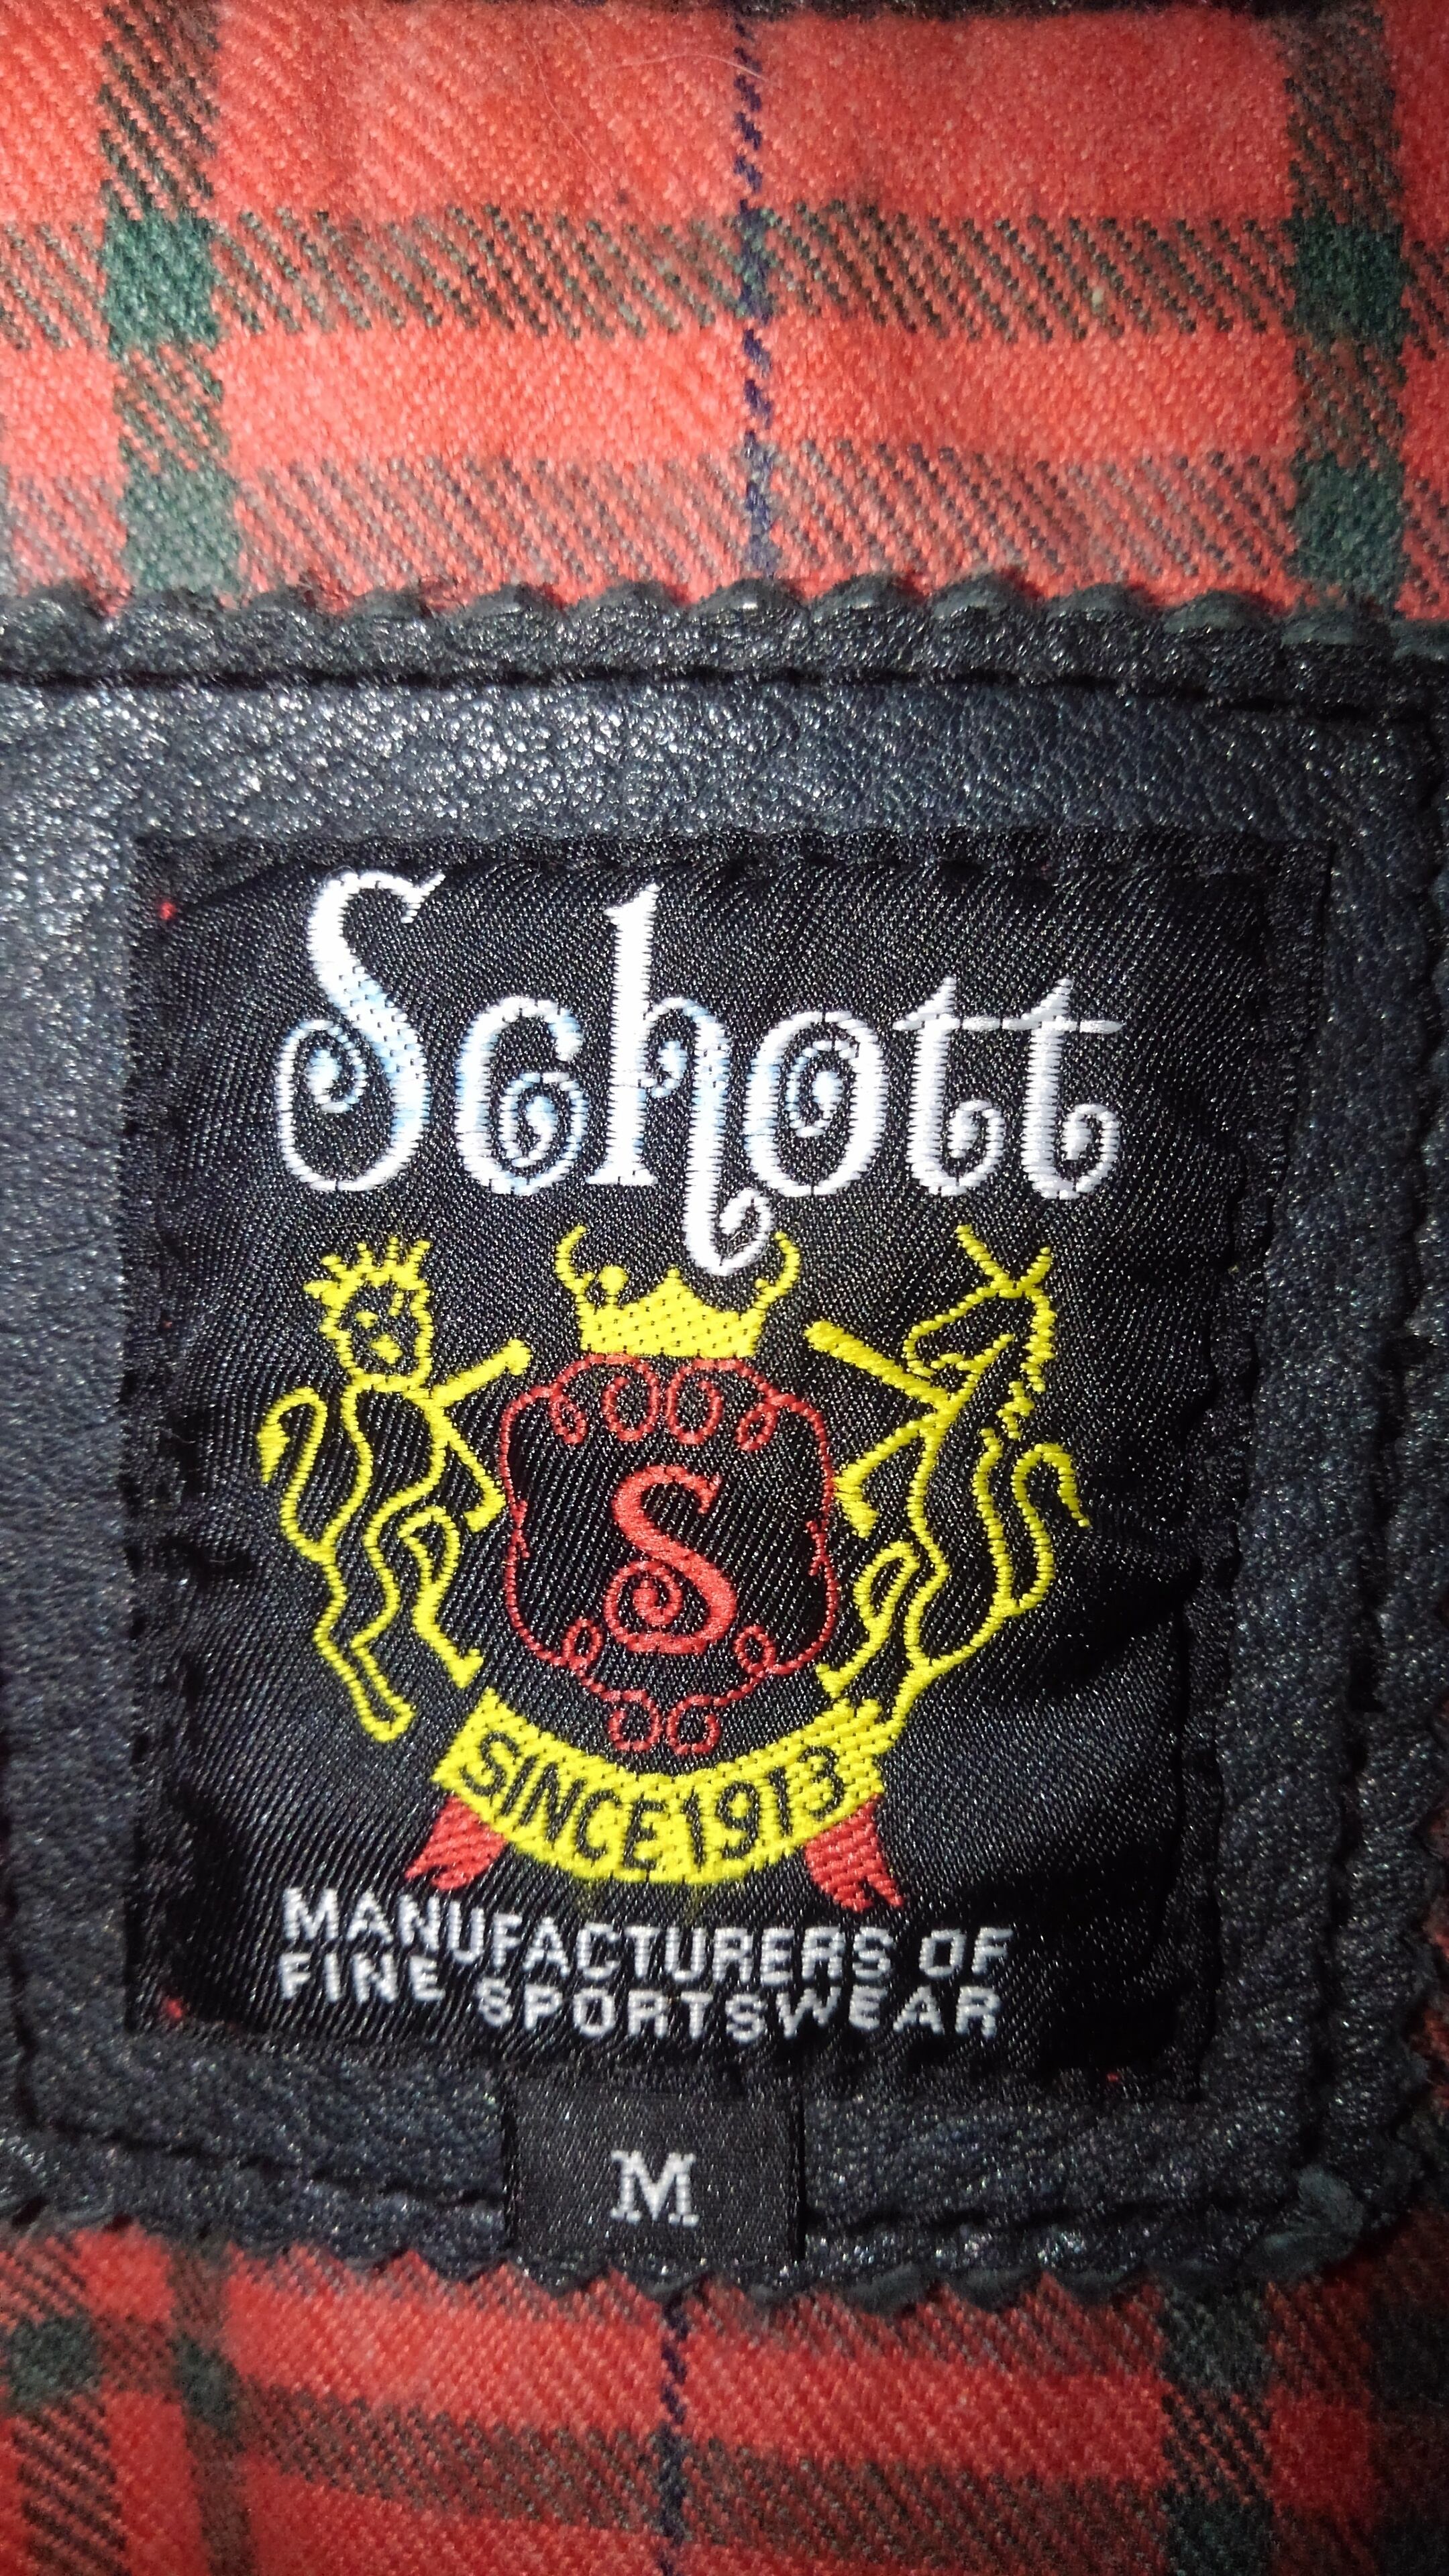 Schott
S
SINCE 1913
MANUFACTURERS OF
FINE SPORTSWEAR
M